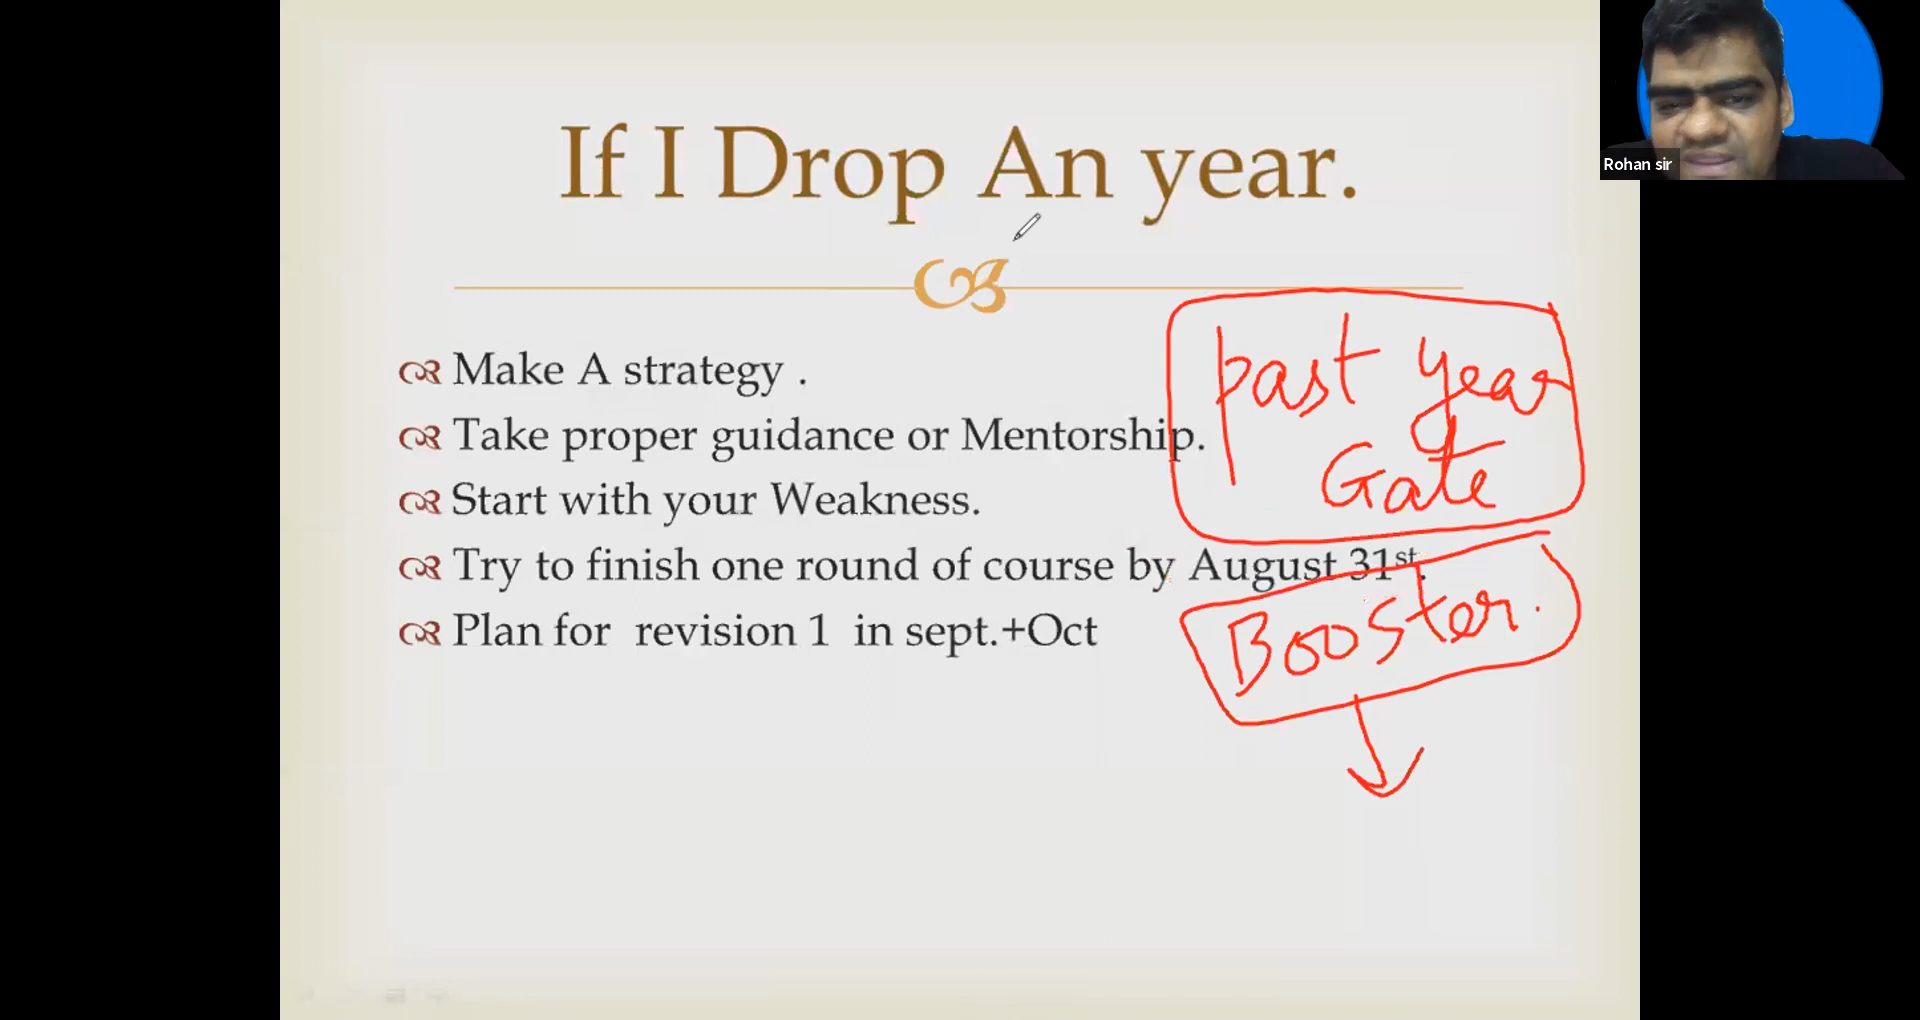 Rohan sir
If I Drop An year.
Make A strategy .
Take proper guidance or Mentorship.
Start with your Weakness.
Try to finish one round of course by August 31st.
Plan for revision 1 in sept.+Oct
past year
Gate
Booster.